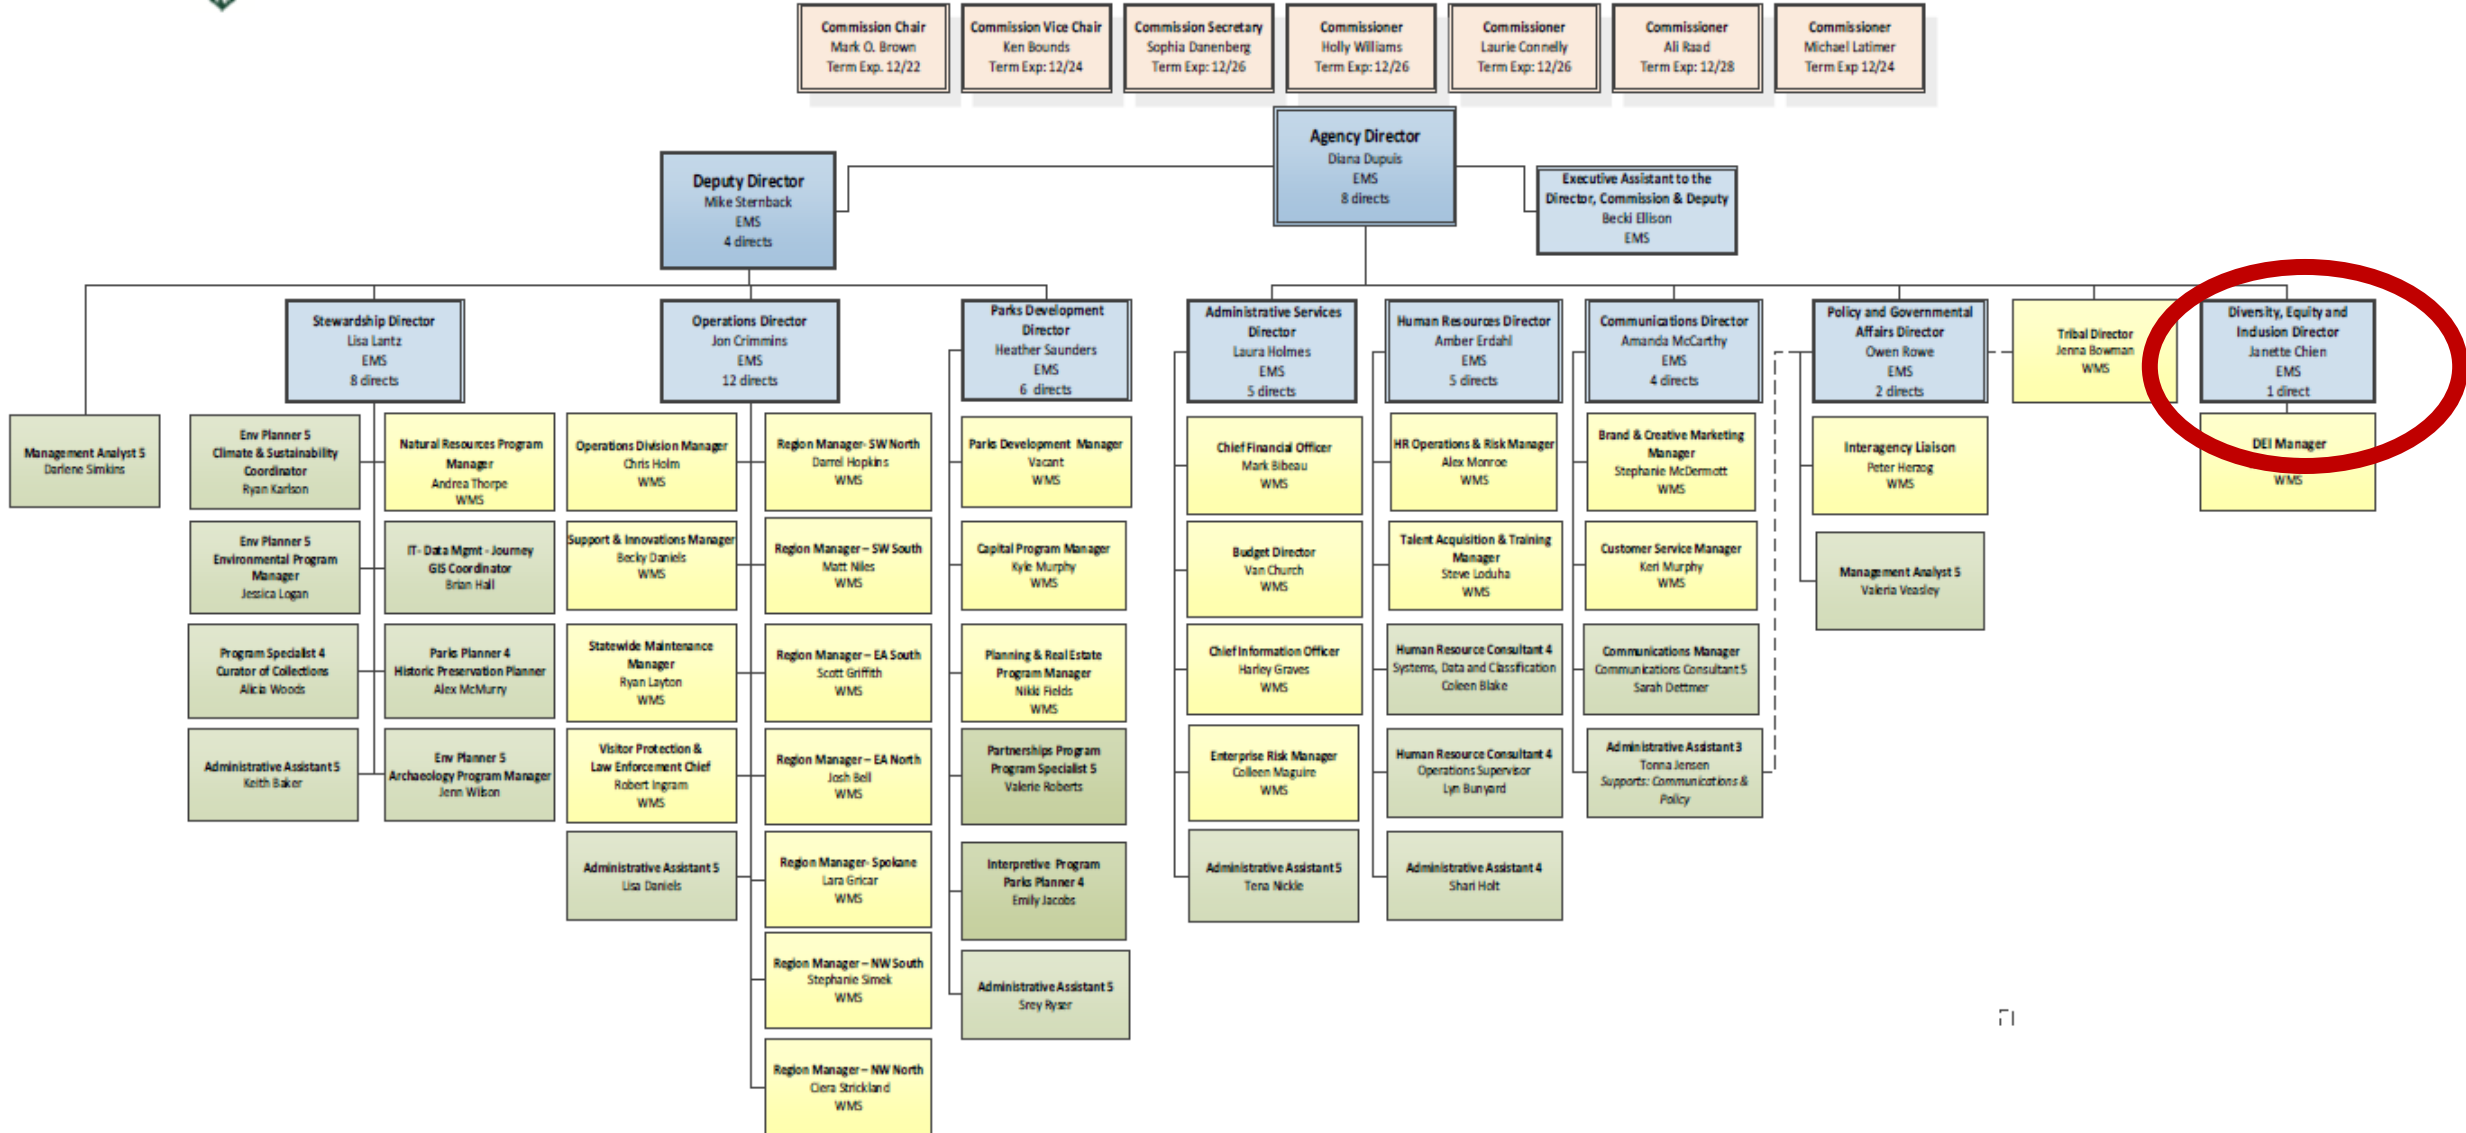 Commission Chair
Mark O. Brown
Term Exp. 12/22
Commission Vice Chair
Ken Bounds
Term Exp: 12/24
Commission Secretary
Sophia Danenberg
Term Exp: 12/26
Commissioner
Holly Williams
Term Exp: 12/26
Commissioner
Laurie Connelly
Term Exp: 12/26
Commissioner
Ali Raad
Term Exp: 12/28
Commissioner
Michael Latimer
Term Exp 12/24
Agency Director
Diana Dupuis
EMS
8 directs
Deputy Director
Mike Sternback
EMS
4 directs
Executive Assistant to the
Director, Commission & Deputy
Becki Ellison
EMS
Stewardship Director
Lisa Lantz
EMS
8 directs
Operations Director
Jon Crimmins
EMS
12 directs
Parks Development
Director
Heather Saunders
EMS
6 directs
Administrative Services
Director
Laura Holmes
EMS
5 directs
Human Resources Director
Amber Erdahl
EMS
5 directs
Communications Director
Amanda McCarthy
EMS
4 directs
Policy and Governmental
Affairs Director
Owen Rowe
EMS
2 directs
Tribal Director
Jenna Bowman
WMS
Diversity, Equity and
Inclusion Director
Janette Chien
EMS
1 direct
Management Analyst 5
Darlene Simkins
Env Planner 5
Climate & Sustainability
Coordinator
Ryan Karlson
Natural Resources Program
Manager
Andrea Thorpe
WMS
Env Planner 5
Environmental Program
Manager
Jessica Logan
IT- Data Mgmt - Journey
GIS Coordinator
Brian Hall
Program Specialist 4
Curator of Collections
Alicia Woods
Parks Planner 4
Historic Preservation Planner
Alex McMurry
Administrative Assistant 5
Keith Baker
Env Planner 5
Archaeology Program Manager
Jenn Wilson
Operations Division Manager
Chris Holm
WMS
Region Manager- SW North
Darrel Hopkins
WMS
Support & Innovations Manager
Becky Daniels
WMS
Region Manager – SW South
Matt Niles
WMS
Statewide Maintenance
Manager
Ryan Layton
WMS
Region Manager – EA South
Scott Griffith
WMS
Visitor Protection &
Law Enforcement Chief
Robert Ingram
WMS
Region Manager – EA North
Josh Bell
WMS
Administrative Assistant 5
Lisa Daniels
Region Manager- Spokane
Lara Gricar
WMS
Region Manager – NW South
Stephanie Simek
WMS
Region Manager – NW North
Ciera Strickland
WMS
Parks Development Manager
Vacant
WMS
Capital Program Manager
Kyle Murphy
WMS
Planning & Real Estate
Program Manager
Nikki Fields
WMS
Partnerships Program
Program Specialist 5
Valerie Roberts
Interpretive Program
Parks Planner 4
Emily Jacobs
Administrative Assistant 5
Srey Ryser
Chief Financial Officer
Mark Bibeau
WMS
Budget Director
Van Church
WMS
Chief Information Officer
Harley Graves
WMS
Enterprise Risk Manager
Colleen Maguire
WMS
Administrative Assistant 5
Tena Nickle
HR Operations & Risk Manager
Alex Monroe
WMS
Talent Acquisition & Training
Manager
Steve Loduha
WMS
Human Resource Consultant 4
Systems, Data and Classification
Coleen Blake
Human Resource Consultant 4
Operations Supervisor
Lyn Bunyard
Administrative Assistant 4
Shari Holt
Brand & Creative Marketing
Manager
Stephanie McDermott
WMS
Customer Service Manager
Keri Murphy
WMS
Communications Manager
Communications Consultant 5
Sarah Dettmer
Administrative Assistant 3
Tonna Jensen
Supports: Communications &
Policy
Interagency Liaison
Peter Herzog
WMS
Management Analyst 5
Valeria Veasley
DEI Manager
WMS